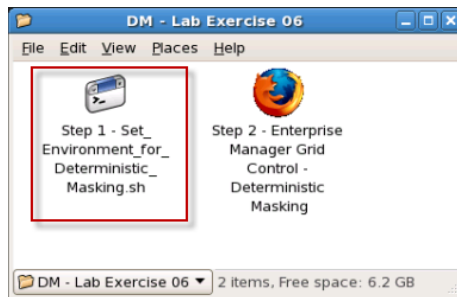 DM - Lab Exercise 06
File Edit View Places Help
Step 1 - Set_
Environment_for_
Deterministic_
Masking.sh
Step 2 - Enterprise
Manager Grid
Control -
Deterministic
Masking
DM - Lab Exercise 06 2 items, Free space: 6.2 GB